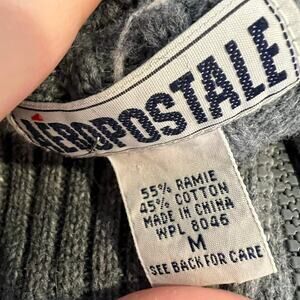 AEROPOSTALE
55% RAMIE
45% COTTON
MADE IN CHINA
WPL 8046
M
SEE BACK FOR CARE